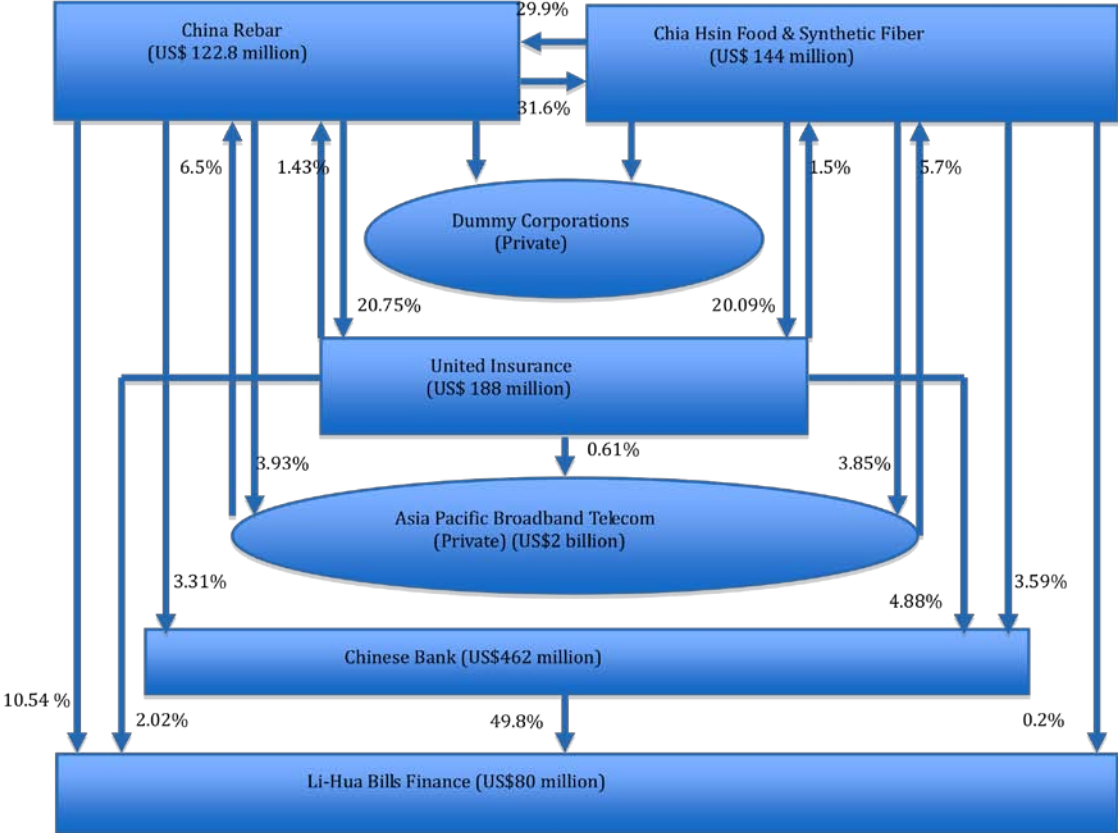 29.9%
China Rebar
(US$ 122.8 million)
Chia Hsin Food & Synthetic Fiber
(US$ 144 million)
31.6%
6.5%
1.43%
1.5%
5.7%
Dummy Corporations
(Private)
20.75%
20.09%
United Insurance
(US$ 188 million)
0.61%
3.93%
3.85%
Asia Pacific Broadband Telecom
(Private) (US$2 billion)
3.31%
3.59%
4.88%
Chinese Bank (US$462 million)
10.54 %
2.02%
49.8%
0.2%
Li-Hua Bills Finance (US$80 million)